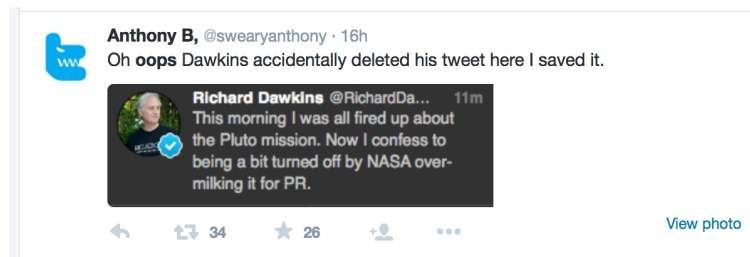 Anthony B, @swearyanthony · 16h
Oh oops Dawkins accidentally deleted his tweet here I saved it.
Richard Dawkins @RichardDa... 11m
This morning I was all fired up about
the Pluto mission. Now I confess to
being a bit turned off by NASA over-
milking it for PR.
34 26 View photo